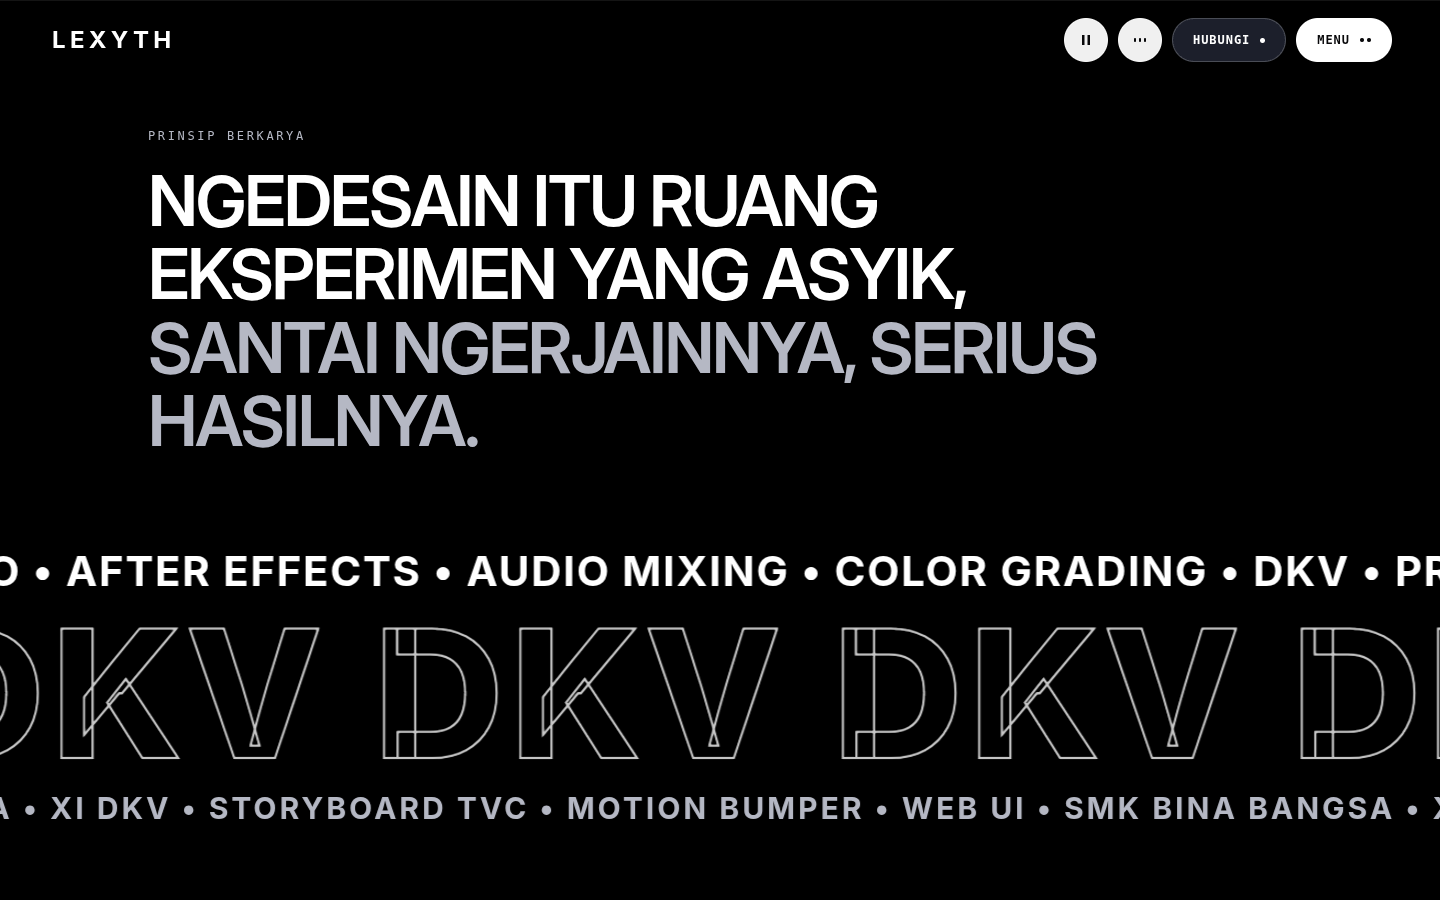 LEXYTH
HUBUNGI
MENU
PRINSIP BERKARYA
NGEDESAIN ITU RUANG
EKSPERIMEN YANG ASYIK,
SANTAI NGERJAINNYA, SERIUS
HASILNYA.
O • AFTER EFFECTS • AUDIO MIXING • COLOR GRADING • DKV • PR
DKV DKV DKV D
A • XI DKV • STORYBOARD TVC • MOTION BUMPER • WEB UI • SMK BINA BANGSA • X